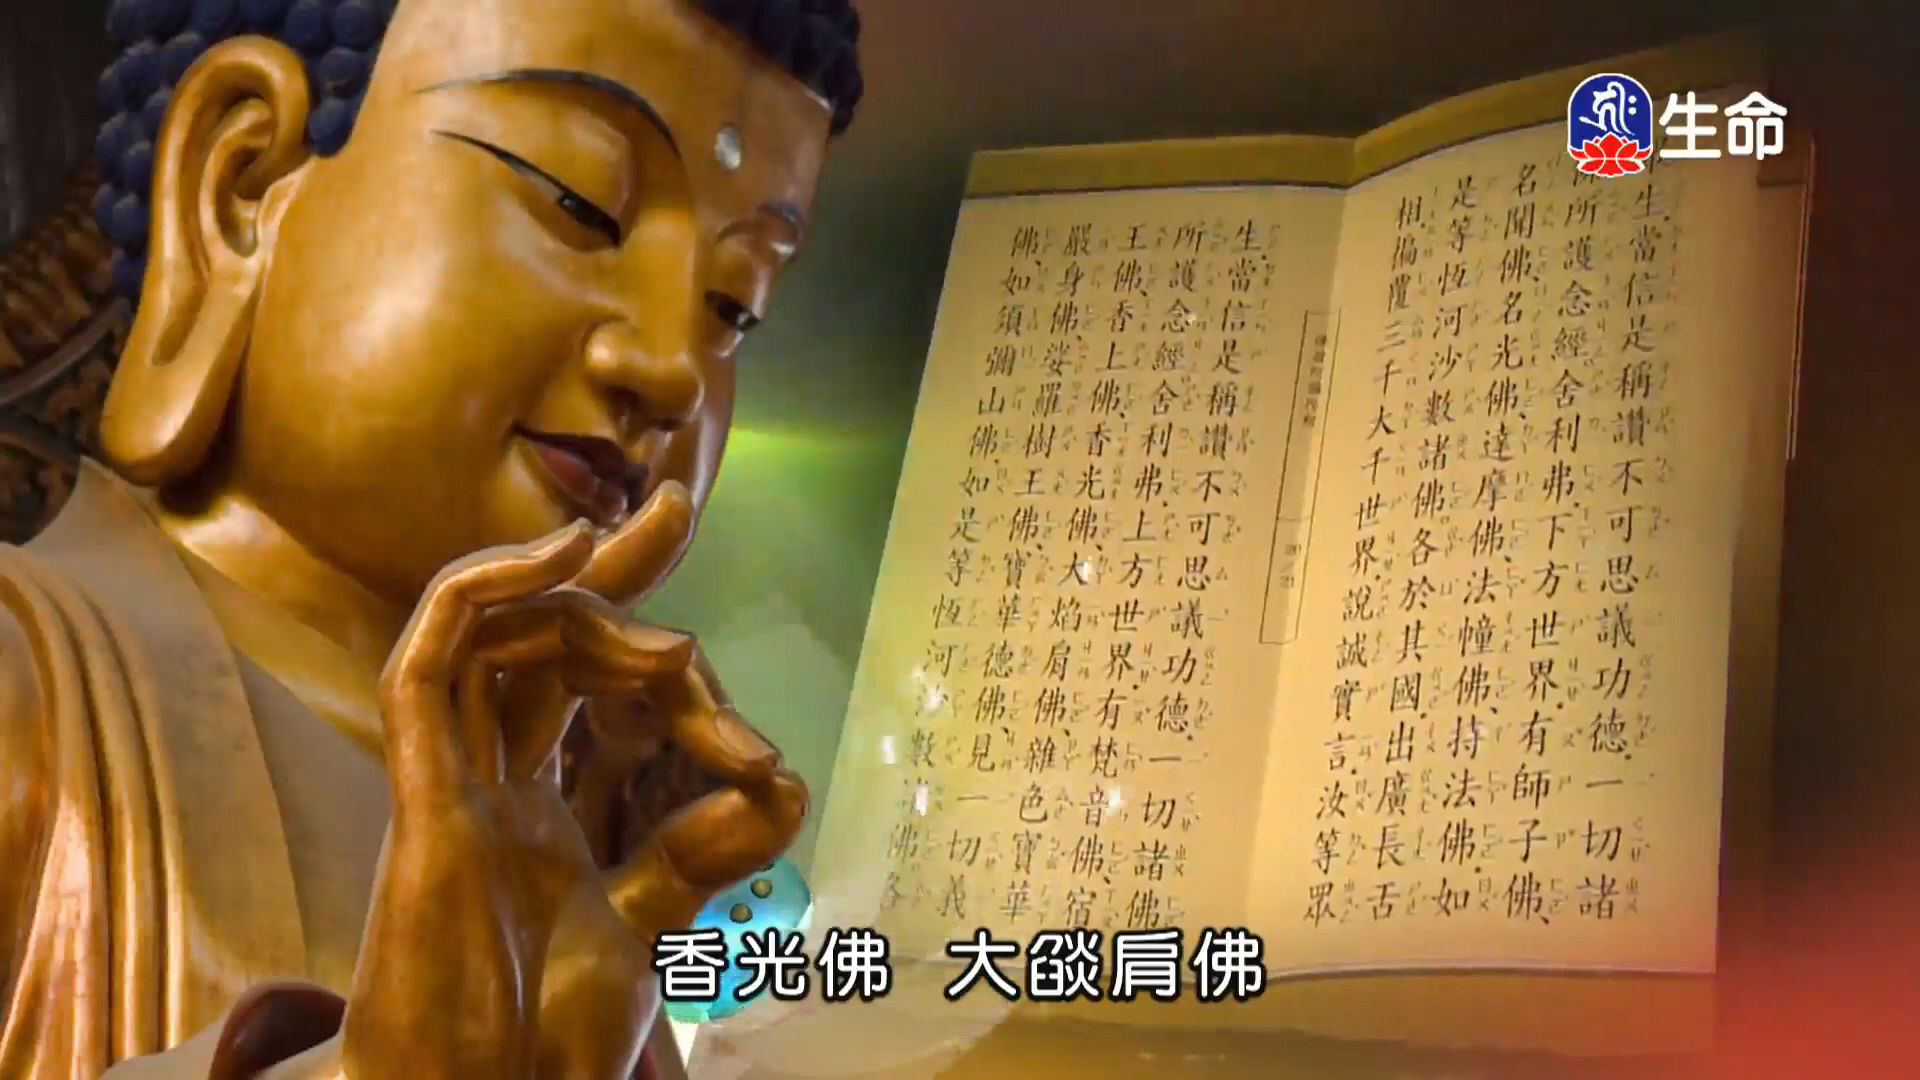 生命
生.當信是稱讚不可思議功德.一切諸
佛所護念經舍利弗.下方世界.有師子佛、
名聞佛、名光佛、達摩佛、法幢佛、持法佛.如
是等恆河沙數諸佛各於其國.出廣長舌
相.徧覆三千大千世界.說誠實言.汝等眾
生.當信是稱讚不可思議功德.一切諸佛
所護念經舍利弗.上方世界.有梵音佛、宿
王佛、香上佛、香光佛、大焰肩佛、雜色寶華
嚴身佛、娑羅樹王佛、寶華德佛、見一切義
佛、如須彌山佛、如是等恆河沙數諸佛各
香光佛 大燄肩佛